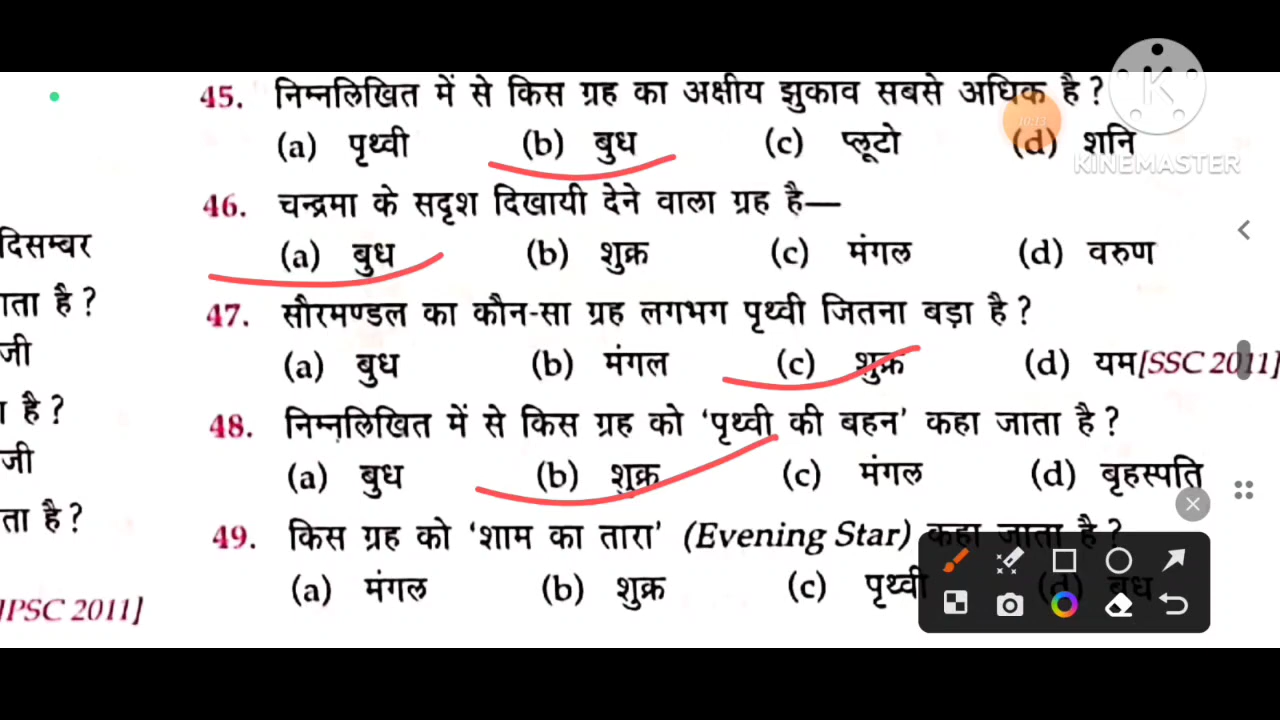 45. निम्नलिखित में से किस ग्रह का अक्षीय झुकाव सबसे अधिक है ?
(a) पृथ्वी (b) बुध (c) प्लूटो (d) शनि
10:13
KINEMASTER
46. चन्द्रमा के सदृश दिखायी देने वाला ग्रह है—
दिसम्बर
(a) बुध (b) शुक्र (c) मंगल (d) वरुण
ाता है ?
47. सौरमण्डल का कौन-सा ग्रह लगभग पृथ्वी जितना बड़ा है ?
जी
(a) बुध (b) मंगल (c) शुक्र (d) यम [SSC 2011]
है ?
48. निम्नलिखित में से किस ग्रह को ‘पृथ्वी की बहन’ कहा जाता है ?
जी
(a) बुध (b) शुक्र (c) मंगल (d) बृहस्पति
ता है ?
49. किस ग्रह को ‘शाम का तारा’ (Evening Star) कहा जाता है ?
(a) मंगल (b) शुक्र (c) पृथ्वी (d) बुध
PSC 2011]